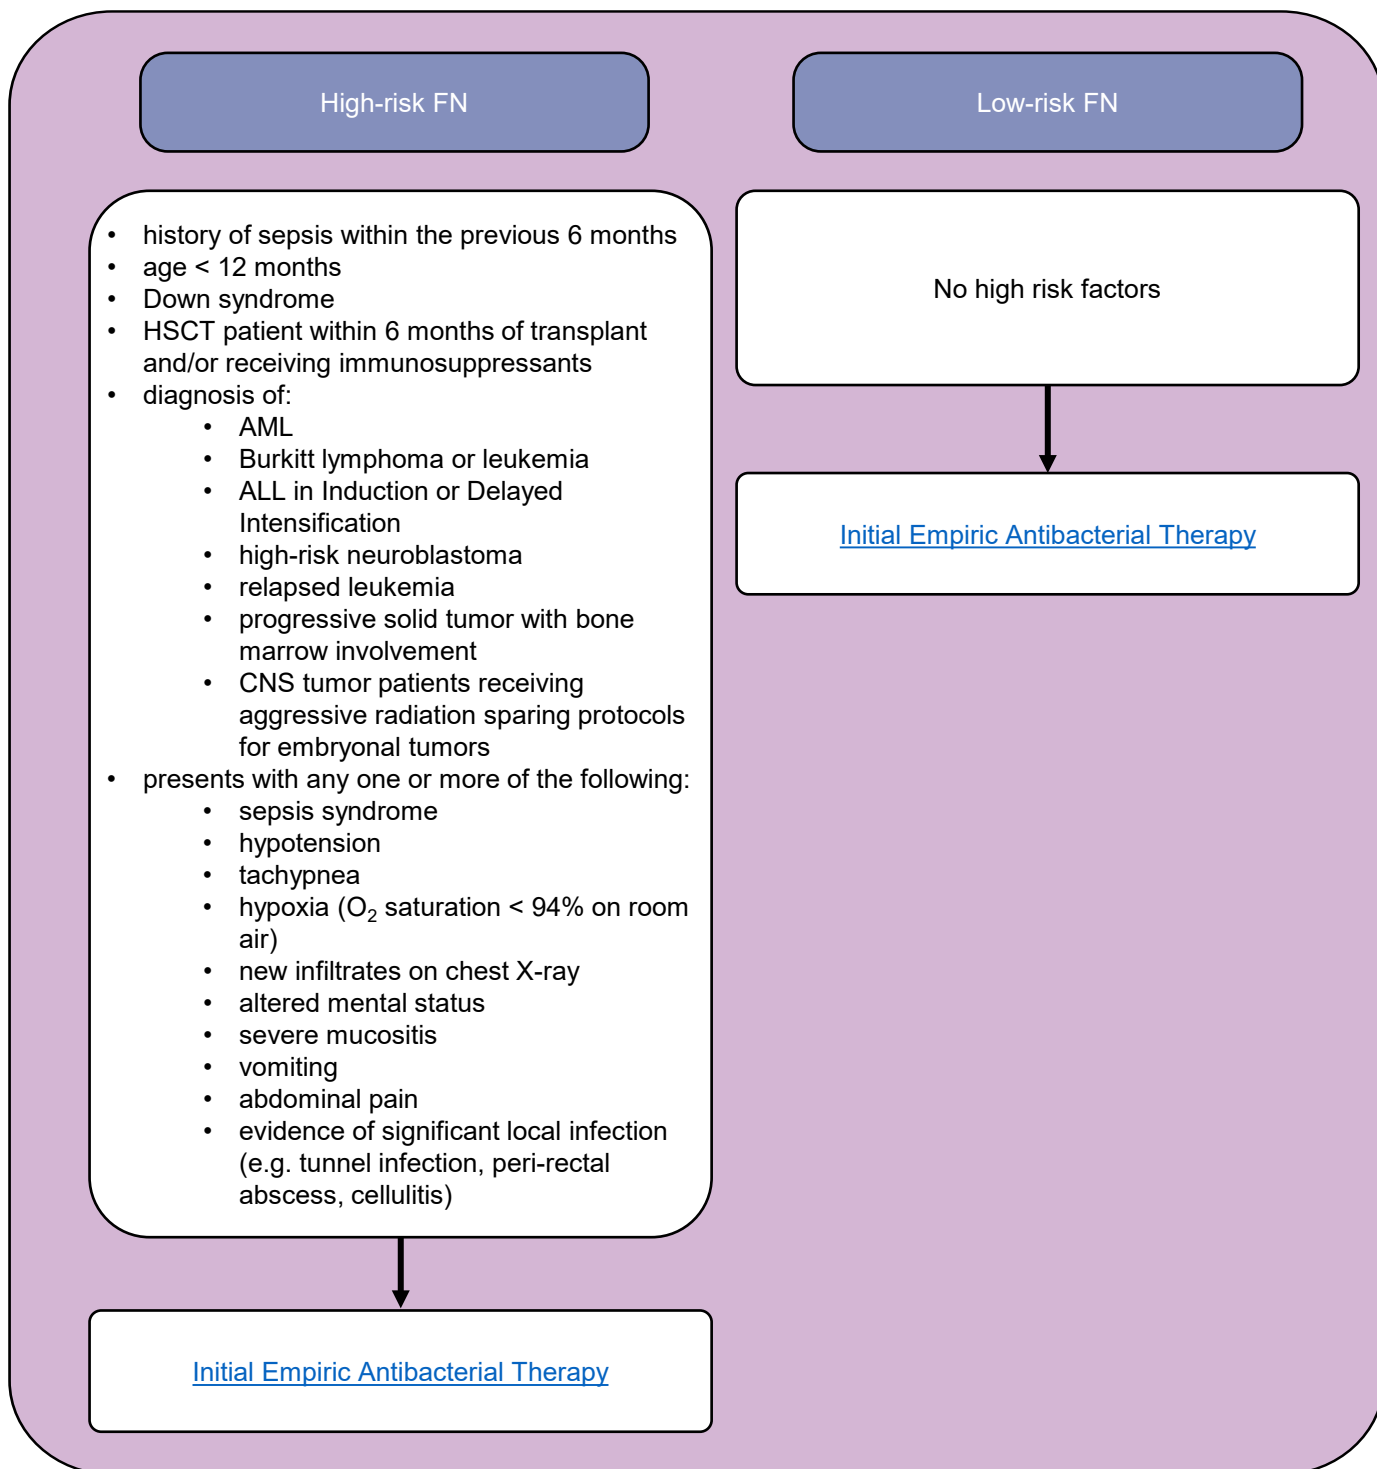 High-risk FN
• history of sepsis within the previous 6 months
• age < 12 months
• Down syndrome
• HSCT patient within 6 months of transplant
and/or receiving immunosuppressants
• diagnosis of:
• AML
• Burkitt lymphoma or leukemia
• ALL in Induction or Delayed
Intensification
• high-risk neuroblastoma
• relapsed leukemia
• progressive solid tumor with bone
marrow involvement
• CNS tumor patients receiving
aggressive radiation sparing protocols
for embryonal tumors
• presents with any one or more of the following:
• sepsis syndrome
• hypotension
• tachypnea
• hypoxia (O₂ saturation < 94% on room
air)
• new infiltrates on chest X-ray
• altered mental status
• severe mucositis
• vomiting
• abdominal pain
• evidence of significant local infection
(e.g. tunnel infection, peri-rectal
abscess, cellulitis)
Initial Empiric Antibacterial Therapy
Low-risk FN
No high risk factors
Initial Empiric Antibacterial Therapy